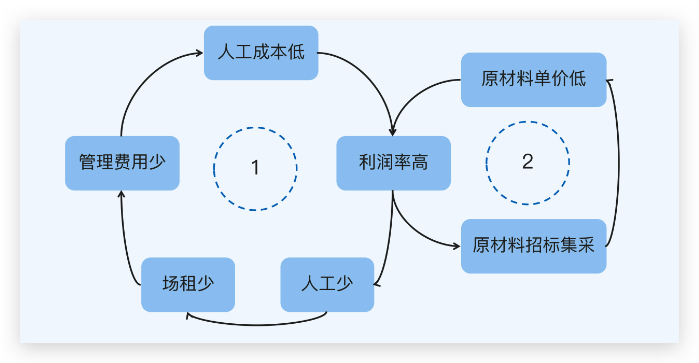 人工成本低
原材料单价低
管理费用少
1
利润率高
2
原材料招标集采
场租少
人工少